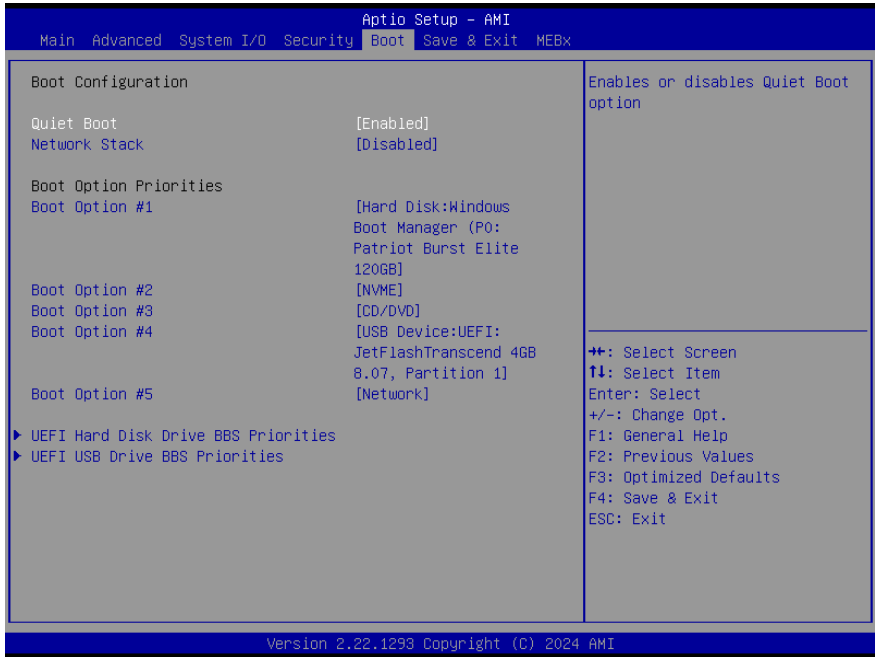 Aptio Setup – AMI
Main Advanced System I/O Security Boot Save & Exit MEBx
Boot Configuration
Quiet Boot [Enabled]
Network Stack [Disabled]
Boot Option Priorities
Boot Option #1 [Hard Disk:Windows
Boot Manager (P0:
Patriot Burst Elite
120GB]
Boot Option #2 [NVME]
Boot Option #3 [CD/DVD]
Boot Option #4 [USB Device:UEFI:
JetFlashTranscend 4GB
8.07, Partition 1]
Boot Option #5 [Network]
UEFI Hard Disk Drive BBS Priorities
UEFI USB Drive BBS Priorities
Enables or disables Quiet Boot
option
→←: Select Screen
↑↓: Select Item
Enter: Select
+/-: Change Opt.
F1: General Help
F2: Previous Values
F3: Optimized Defaults
F4: Save & Exit
ESC: Exit
Version 2.22.1293 Copyright (C) 2024 AMI